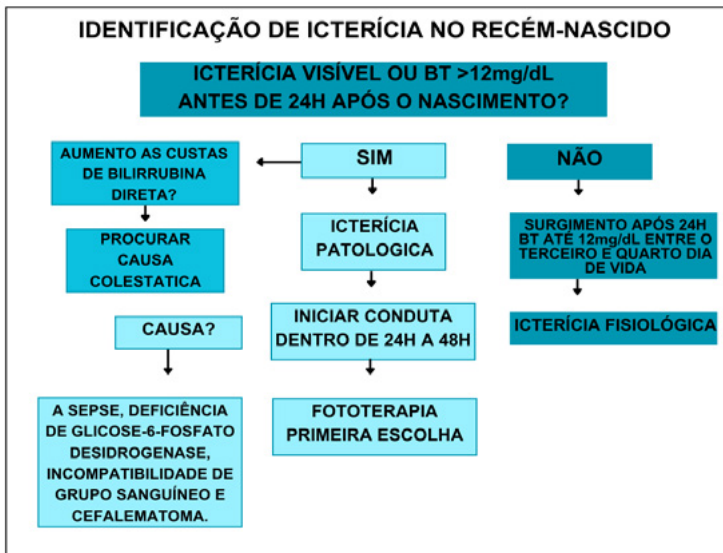 IDENTIFICAÇÃO DE ICTERÍCIA NO RECÉM-NASCIDO
ICTERÍCIA VISÍVEL OU BT >12mg/dL
ANTES DE 24H APÓS O NASCIMENTO?
AUMENTO AS CUSTAS
DE BILIRRUBINA
DIRETA?
SIM
NÃO
PROCURAR
CAUSA
COLESTATICA
ICTERÍCIA
PATOLOGICA
SURGIMENTO APÓS 24H
BT ATÉ 12mg/dL ENTRE O
TERCEIRO E QUARTO DIA
DE VIDA
CAUSA?
INICIAR CONDUTA
DENTRO DE 24H A 48H
ICTERÍCIA FISIOLÓGICA
A SEPSE, DEFICIÊNCIA
DE GLICOSE-6-FOSFATO
DESIDROGENASE,
INCOMPATIBILIDADE DE
GRUPO SANGUÍNEO E
CEFALEMATOMA.
FOTOTERAPIA
PRIMEIRA ESCOLHA